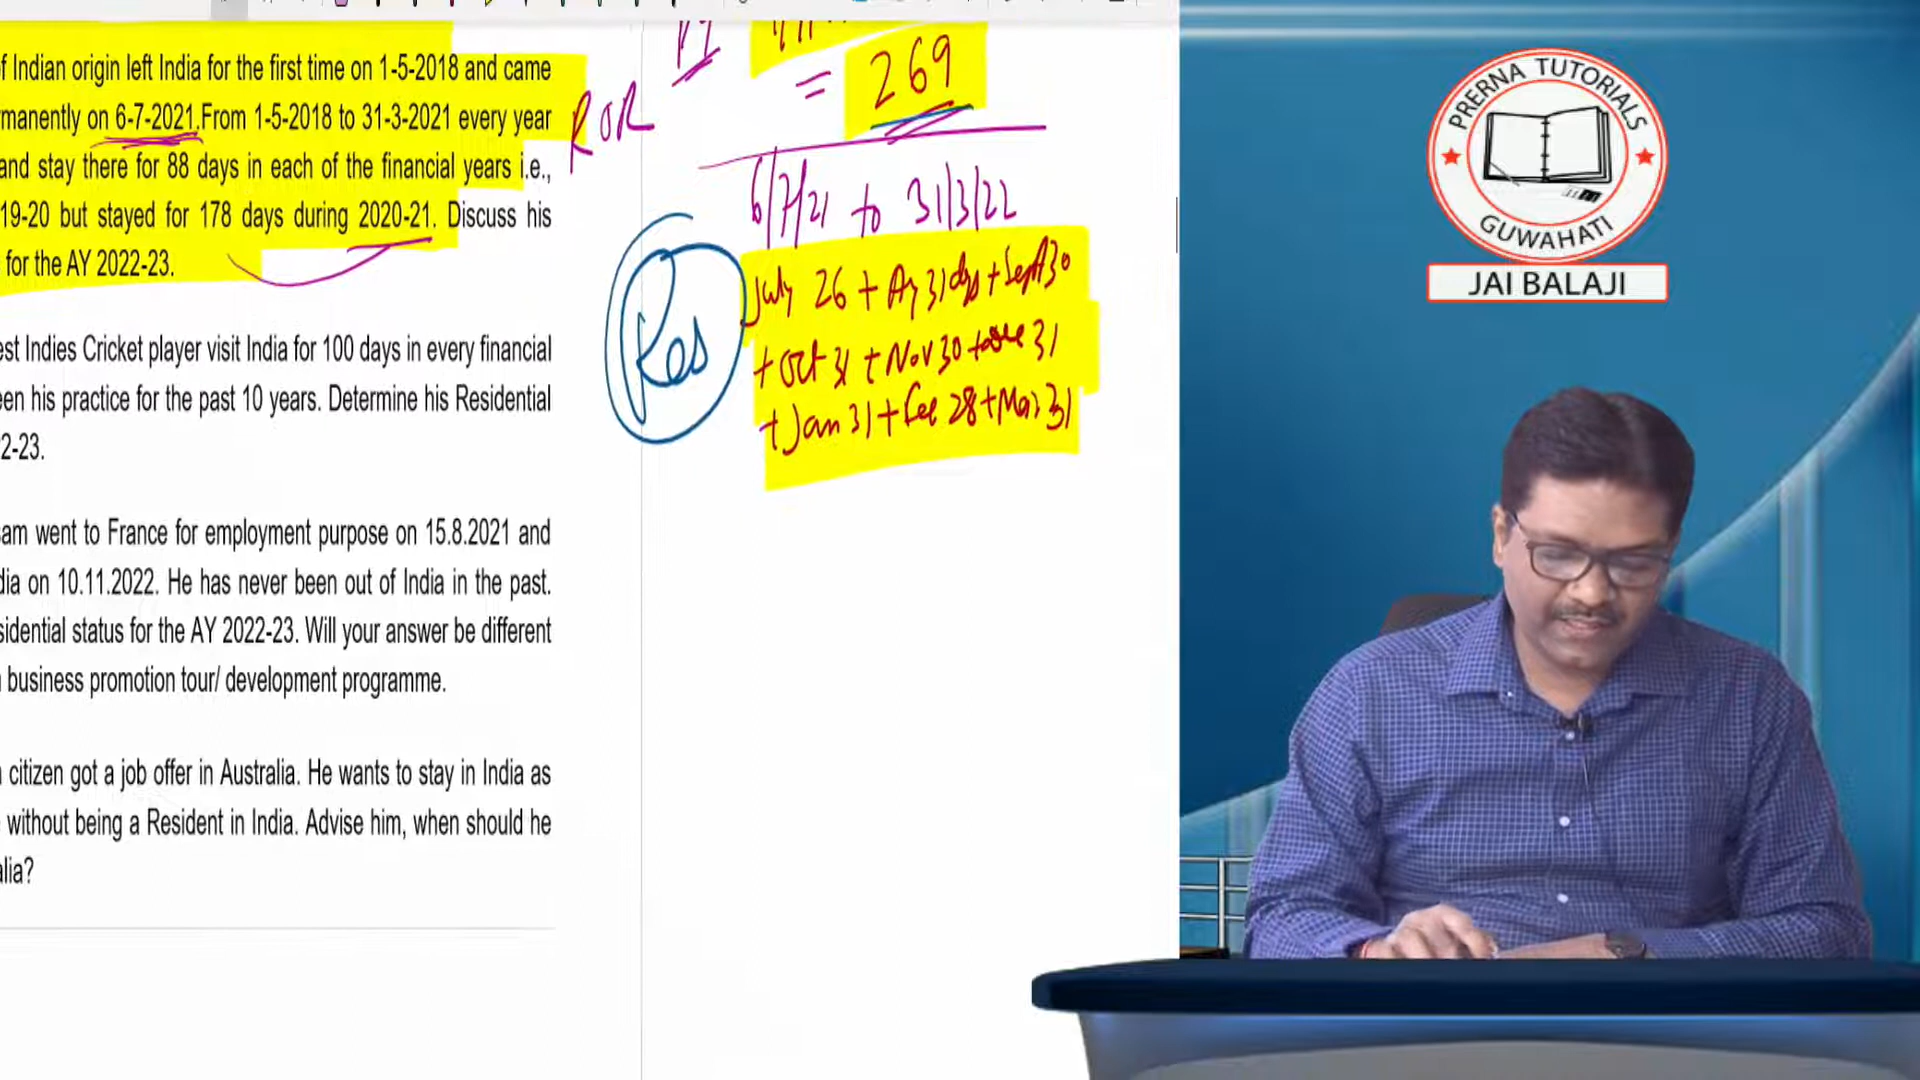 f Indian origin left India for the first time on 1-5-2018 and came
manently on 6-7-2021.From 1-5-2018 to 31-3-2021 every year
and stay there for 88 days in each of the financial years i.e.,
19-20 but stayed for 178 days during 2020-21. Discuss his
for the AY 2022-23.
est Indies Cricket player visit India for 100 days in every financial
een his practice for the past 10 years. Determine his Residential
2-23.
sam went to France for employment purpose on 15.8.2021 and
dia on 10.11.2022. He has never been out of India in the past.
sidential status for the AY 2022-23. Will your answer be different
business promotion tour/ development programme.
citizen got a job offer in Australia. He wants to stay in India as
without being a Resident in India. Advise him, when should he
alia?
ROR
= 269
6/7/21 to 31/3/22
Res
July 26 + Ag 31 days + Sept 30
+ Oct 31 + Nov 30 + 31
+ Jan 31 + Feb 28 + Mar 31
PRERNA TUTORIALS
GUWAHATI
JAI BALAJI